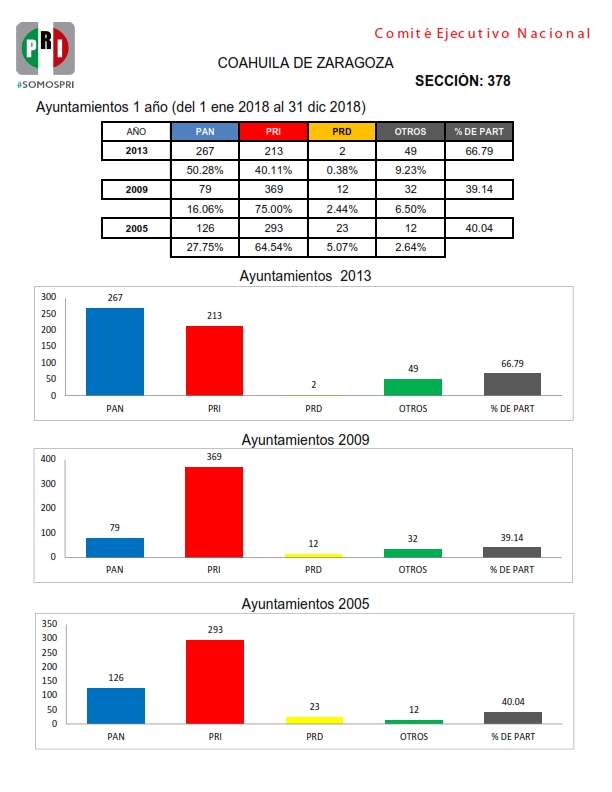 Comité Ejecutivo Nacional
PRI
#SOMOSPRI
COAHUILA DE ZARAGOZA
SECCIÓN: 378
Ayuntamientos 1 año (del 1 ene 2018 al 31 dic 2018)
AÑO PAN PRI PRD OTROS % DE PART
2013 267 213 2 49 66.79
50.28% 40.11% 0.38% 9.23%
2009 79 369 12 32 39.14
16.06% 75.00% 2.44% 6.50%
2005 126 293 23 12 40.04
27.75% 64.54% 5.07% 2.64%
Ayuntamientos 2013
300
250
200
150
100
50
0
267
213
2
49
66.79
PAN PRI PRD OTROS % DE PART
Ayuntamientos 2009
400
300
200
100
0
79
369
12
32
39.14
PAN PRI PRD OTROS % DE PART
Ayuntamientos 2005
350
300
250
200
150
100
50
0
126
293
23
12
40.04
PAN PRI PRD OTROS % DE PART